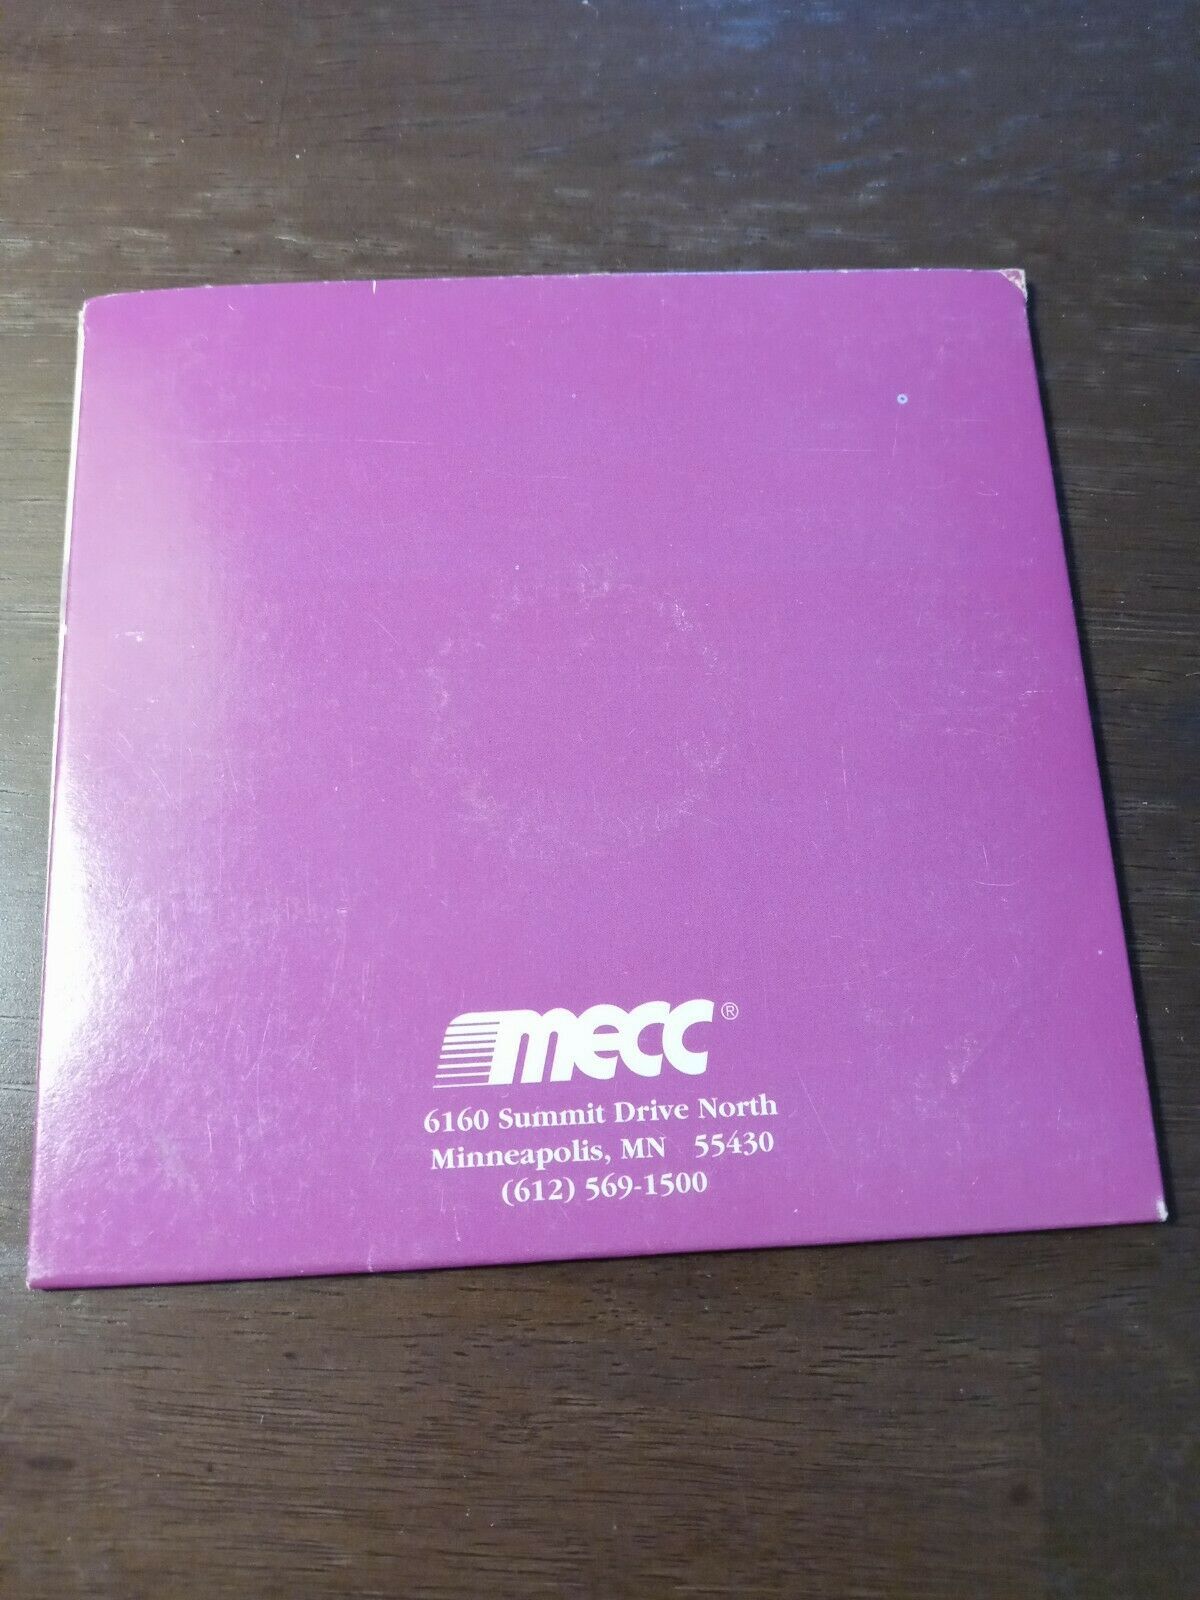 mecc®
6160 Summit Drive North
Minneapolis, MN 55430
(612) 569-1500